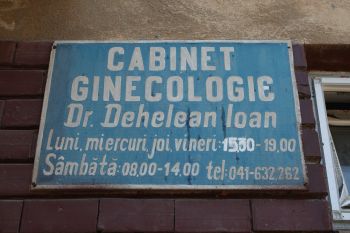 CABINET
GINECOLOGIE
Dr. Dehelean Ioan
Luni, miercuri, joi, vineri: 1500-19.00
Sâmbătă: 08.00-14.00 tel: 041-632.262